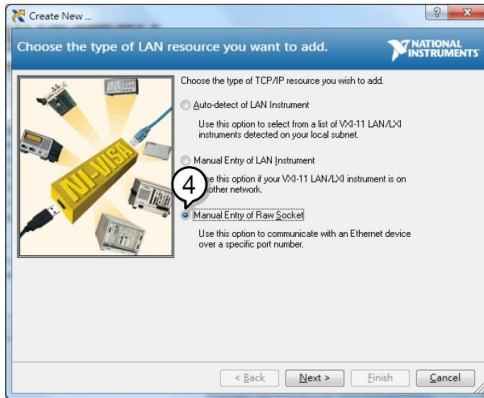 Create New ...
Choose the type of LAN resource you want to add.
NATIONAL
INSTRUMENTS
Choose the type of TCP/IP resource you wish to add.
Auto-detect of LAN Instrument
Use this option to select from a list of VXI-11 LAN/LXI
instruments detected on your local subnet.
Manual Entry of LAN Instrument
this option if your VXI-11 LAN/LXI instrument is on
network.
4
Manual Entry of Raw Socket
Use this option to communicate with an Ethernet device
over a specific port number.
NI-VISA
< Back
Next >
Finish
Cancel